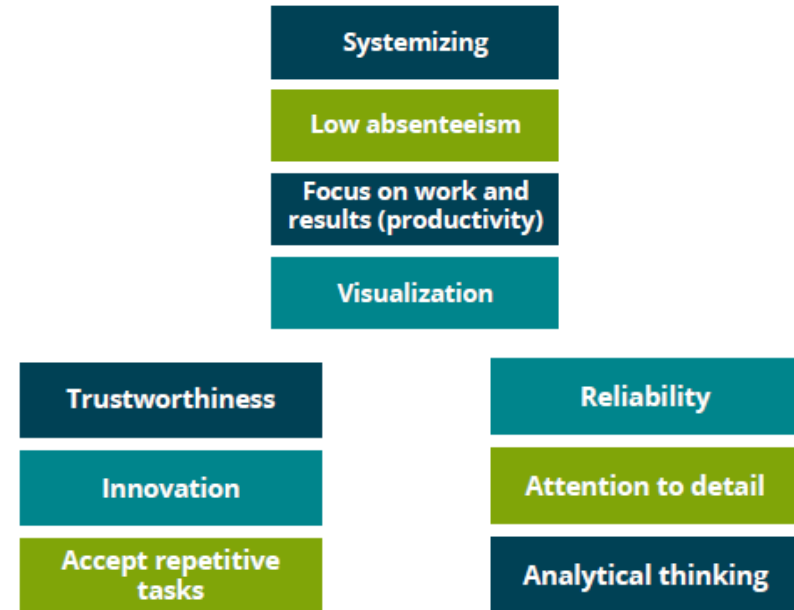 Systemizing
Low absenteeism
Focus on work and
results (productivity)
Visualization
Trustworthiness
Innovation
Accept repetitive
tasks
Reliability
Attention to detail
Analytical thinking